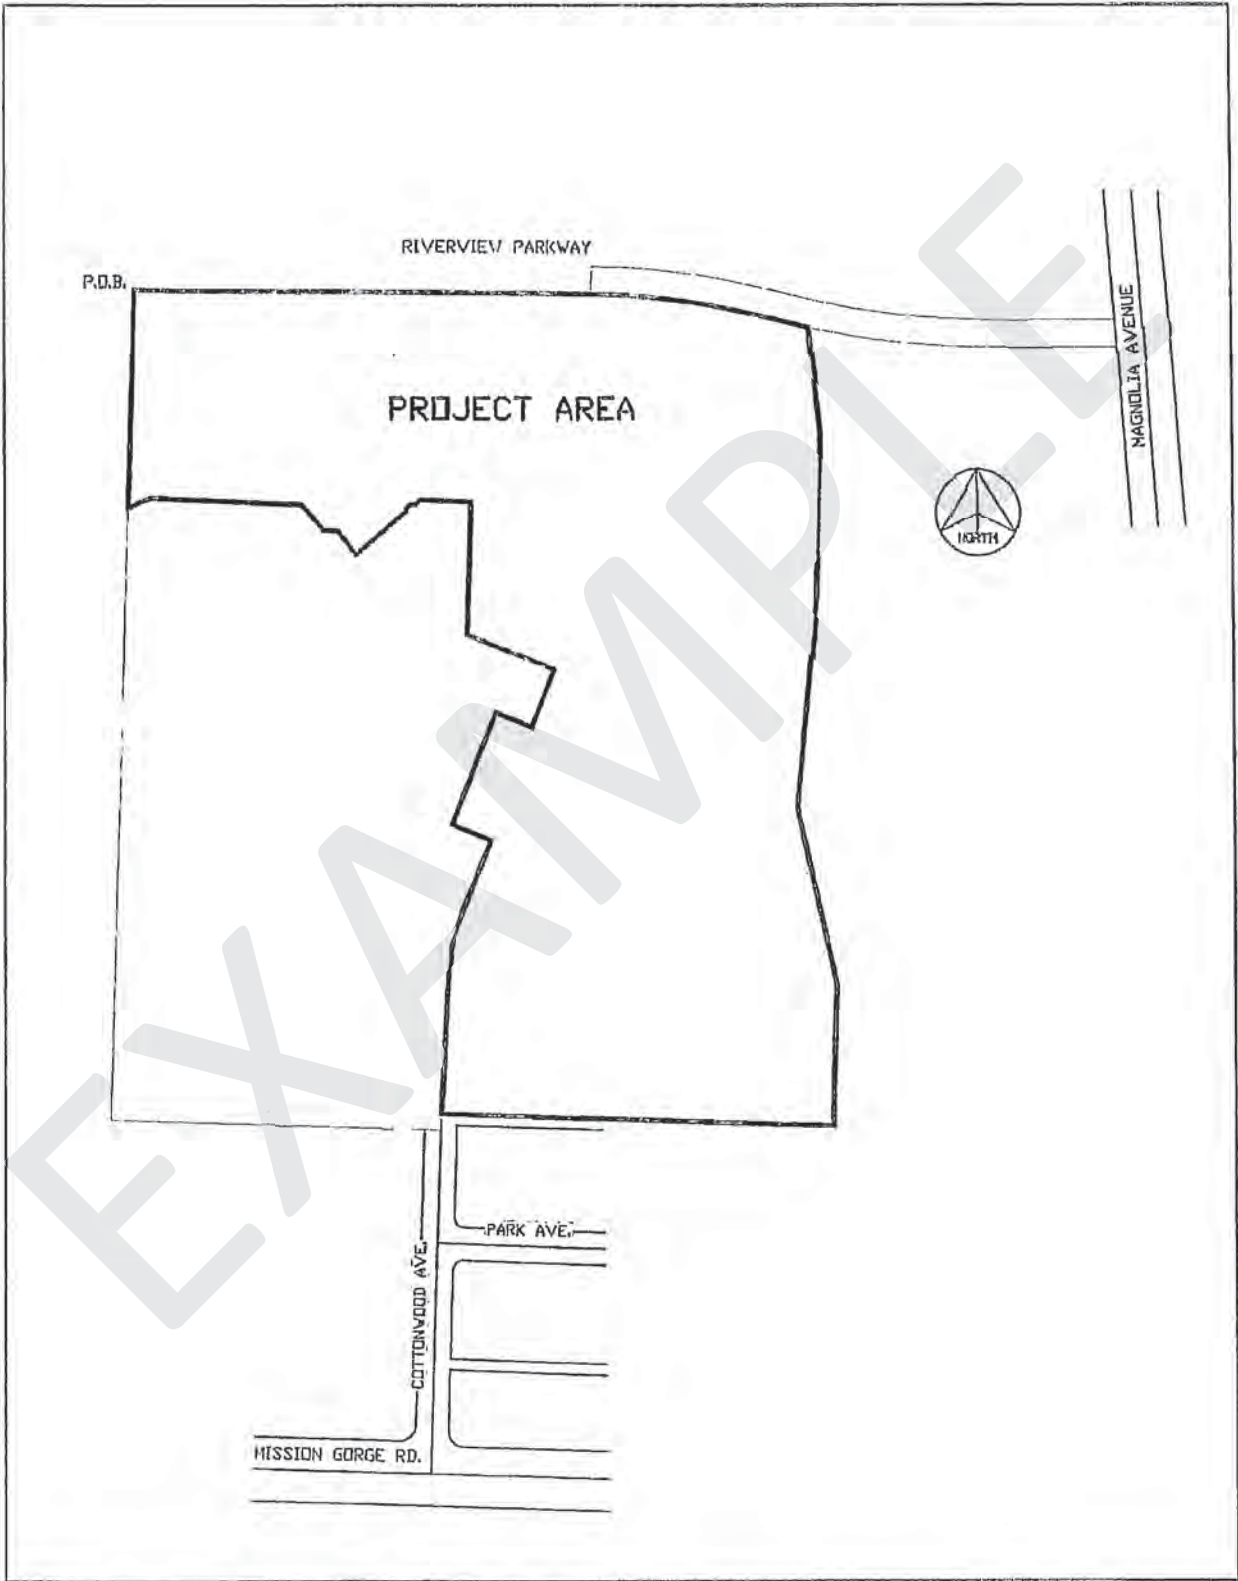 RIVERVIEW PARKWAY
P.O.B.
MAGNOLIA AVENUE
PROJECT AREA
NORTH
EXAMPLE
PARK AVE.
COTTONWOOD AVE.
MISSION GORGE RD.